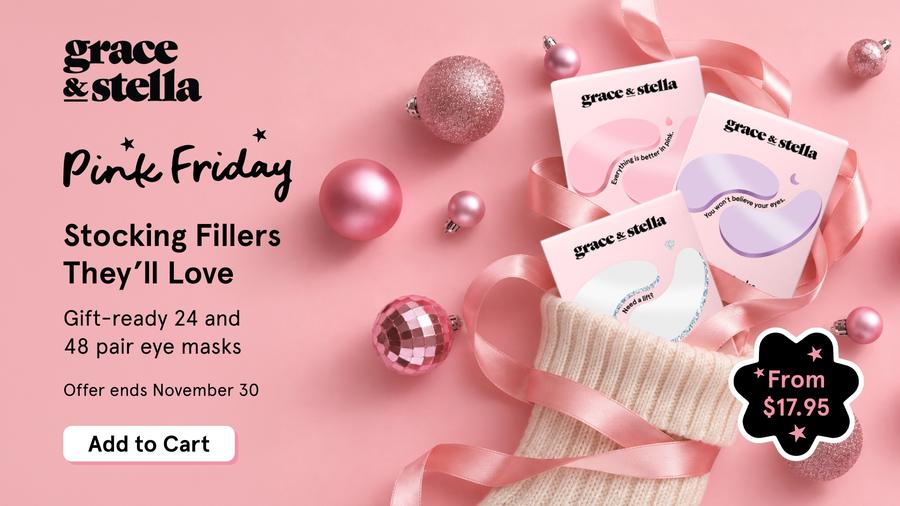 grace
& stella
Pink Friday
Stocking Fillers
They’ll Love
Gift-ready 24 and
48 pair eye masks
Offer ends November 30
Add to Cart
grace & stella
Everything is better in pink.
grace & stella
You won't believe your eyes.
grace & stella
Need a lift?
From
$17.95